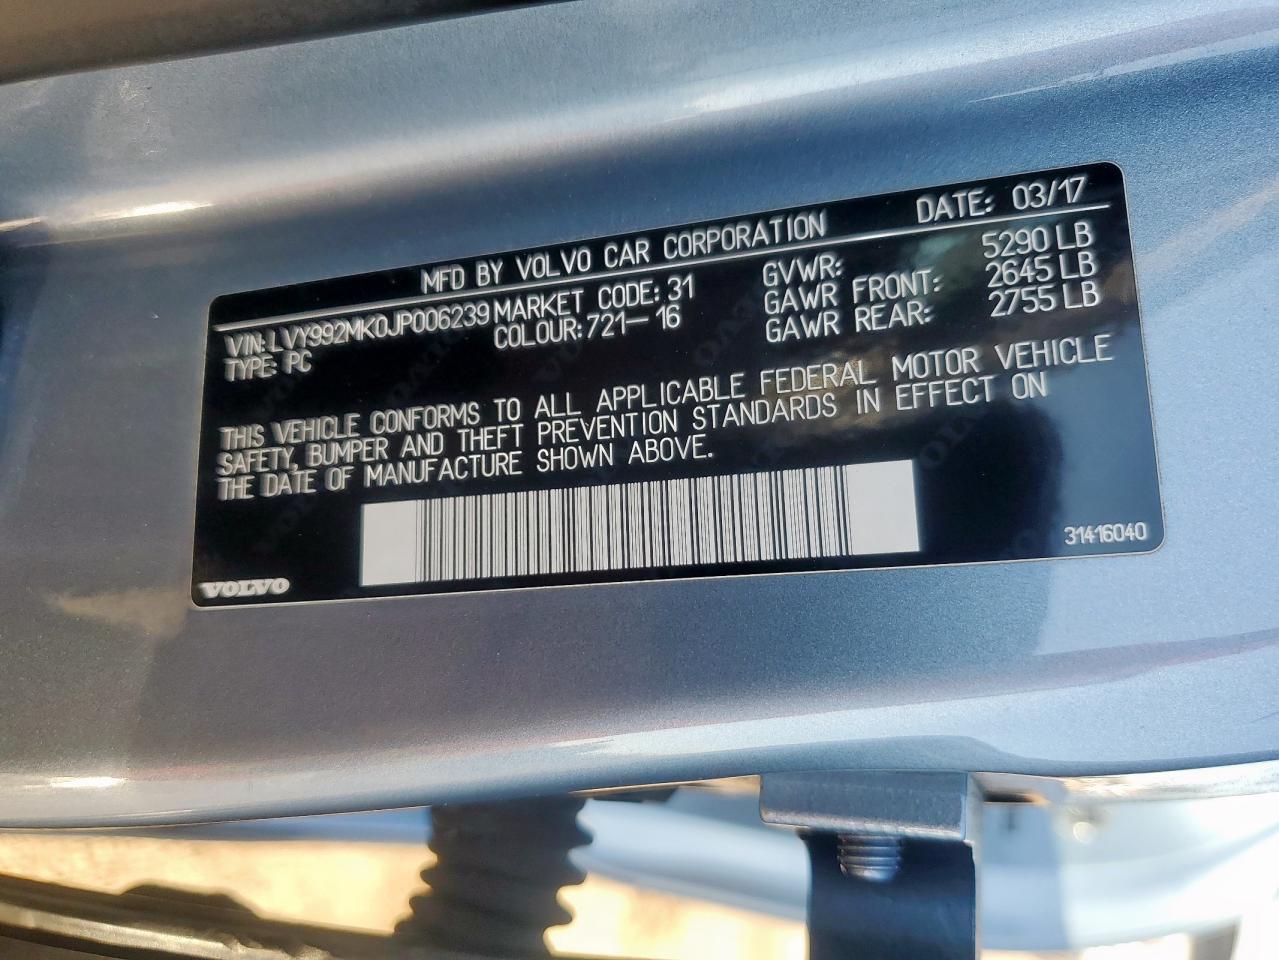 MFD BY VOLVO CAR CORPORATION DATE: 03/17
VIN:LVY992MK0JP006239 MARKET CODE: 31 GVWR: 5290 LB
TYPE: PC COLOUR: 721-16 GAWR FRONT: 2645 LB
GAWR REAR: 2755 LB
THIS VEHICLE CONFORMS TO ALL APPLICABLE FEDERAL MOTOR VEHICLE
SAFETY, BUMPER AND THEFT PREVENTION STANDARDS IN EFFECT ON
THE DATE OF MANUFACTURE SHOWN ABOVE.
31416040
VOLVO